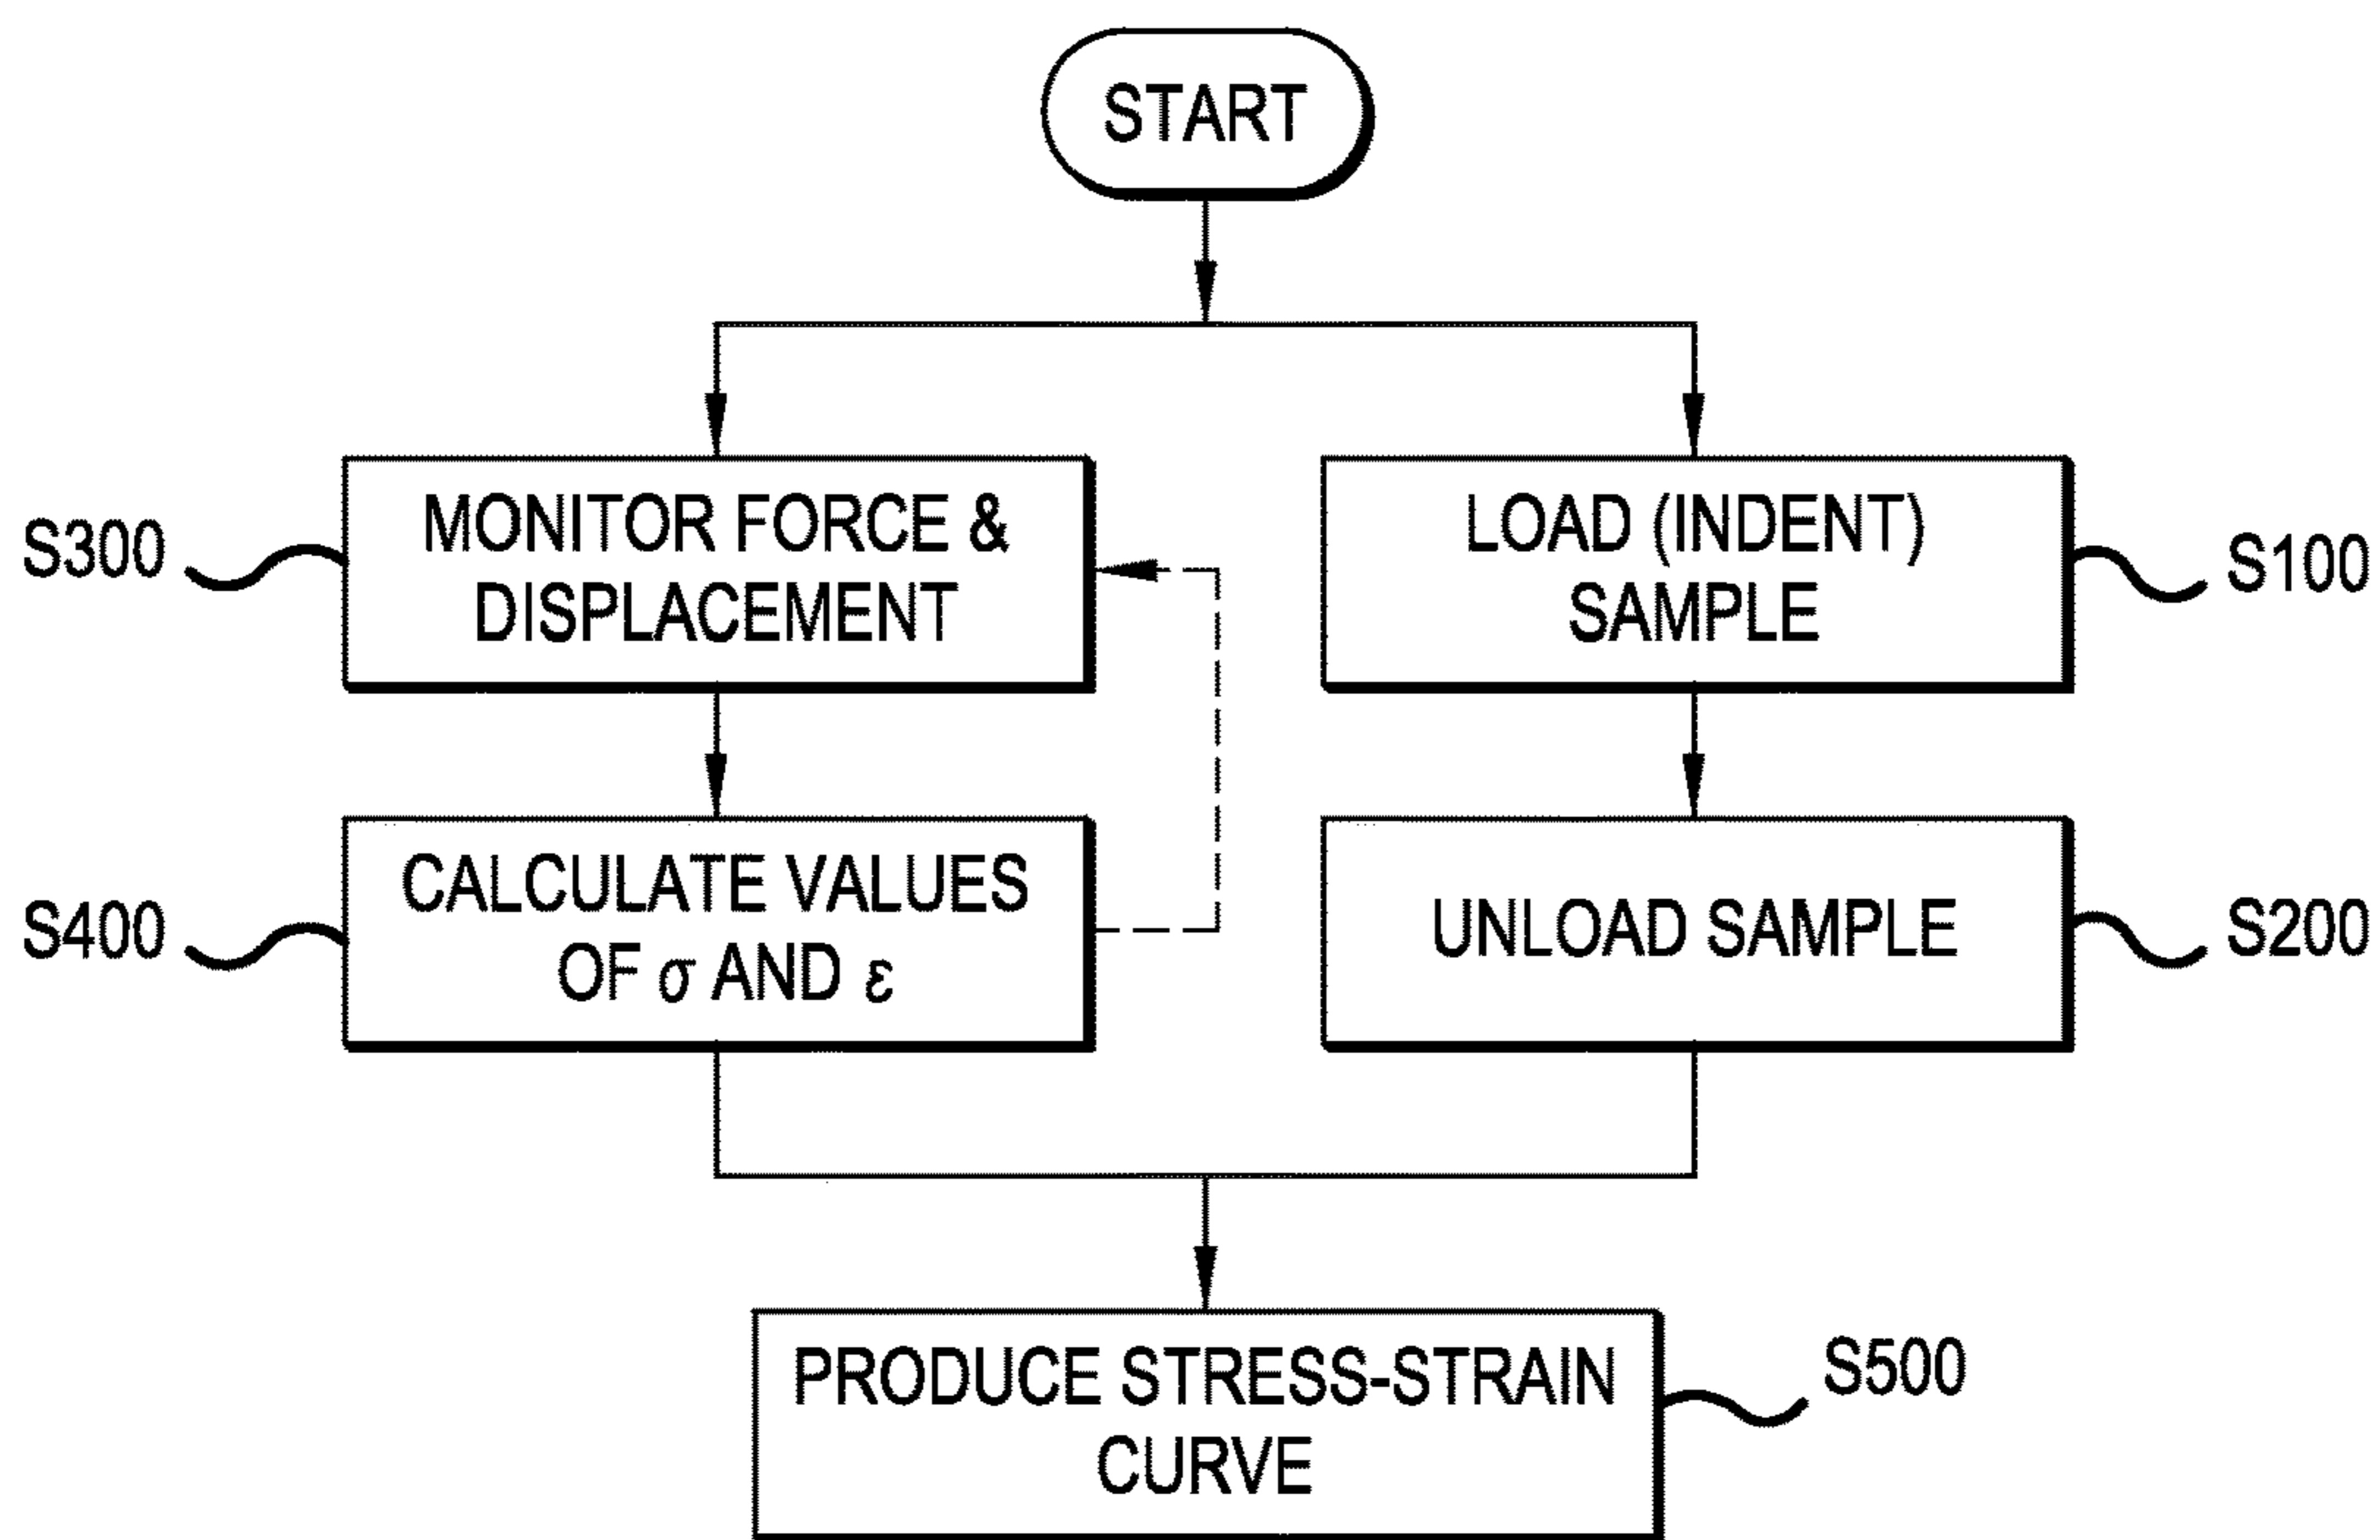 START
S300
MONITOR FORCE &
DISPLACEMENT
LOAD (INDENT)
SAMPLE
S100
S400
CALCULATE VALUES
OF σ AND ε
UNLOAD SAMPLE
S200
PRODUCE STRESS-STRAIN
CURVE
S500